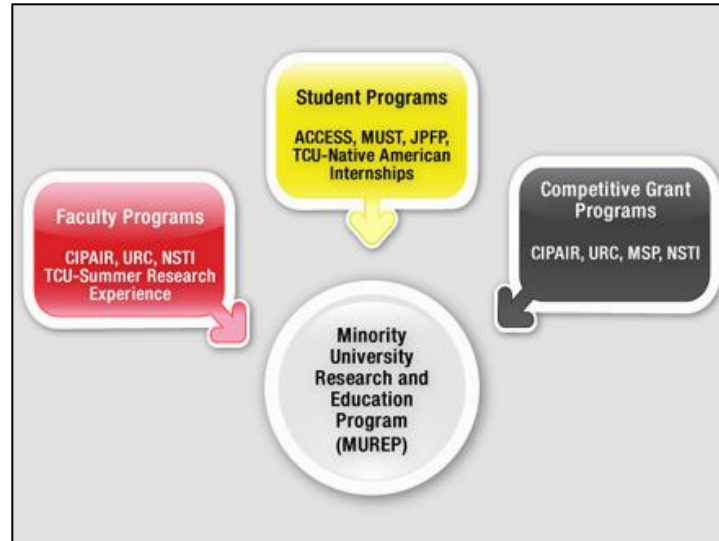 Student Programs
ACCESS, MUST, JPFP,
TCU-Native American
Internships
Faculty Programs
CIPAIR, URC, NSTI
TCU-Summer Research
Experience
Competitive Grant
Programs
CIPAIR, URC, MSP, NSTI
Minority
University
Research and
Education
Program
(MUREP)